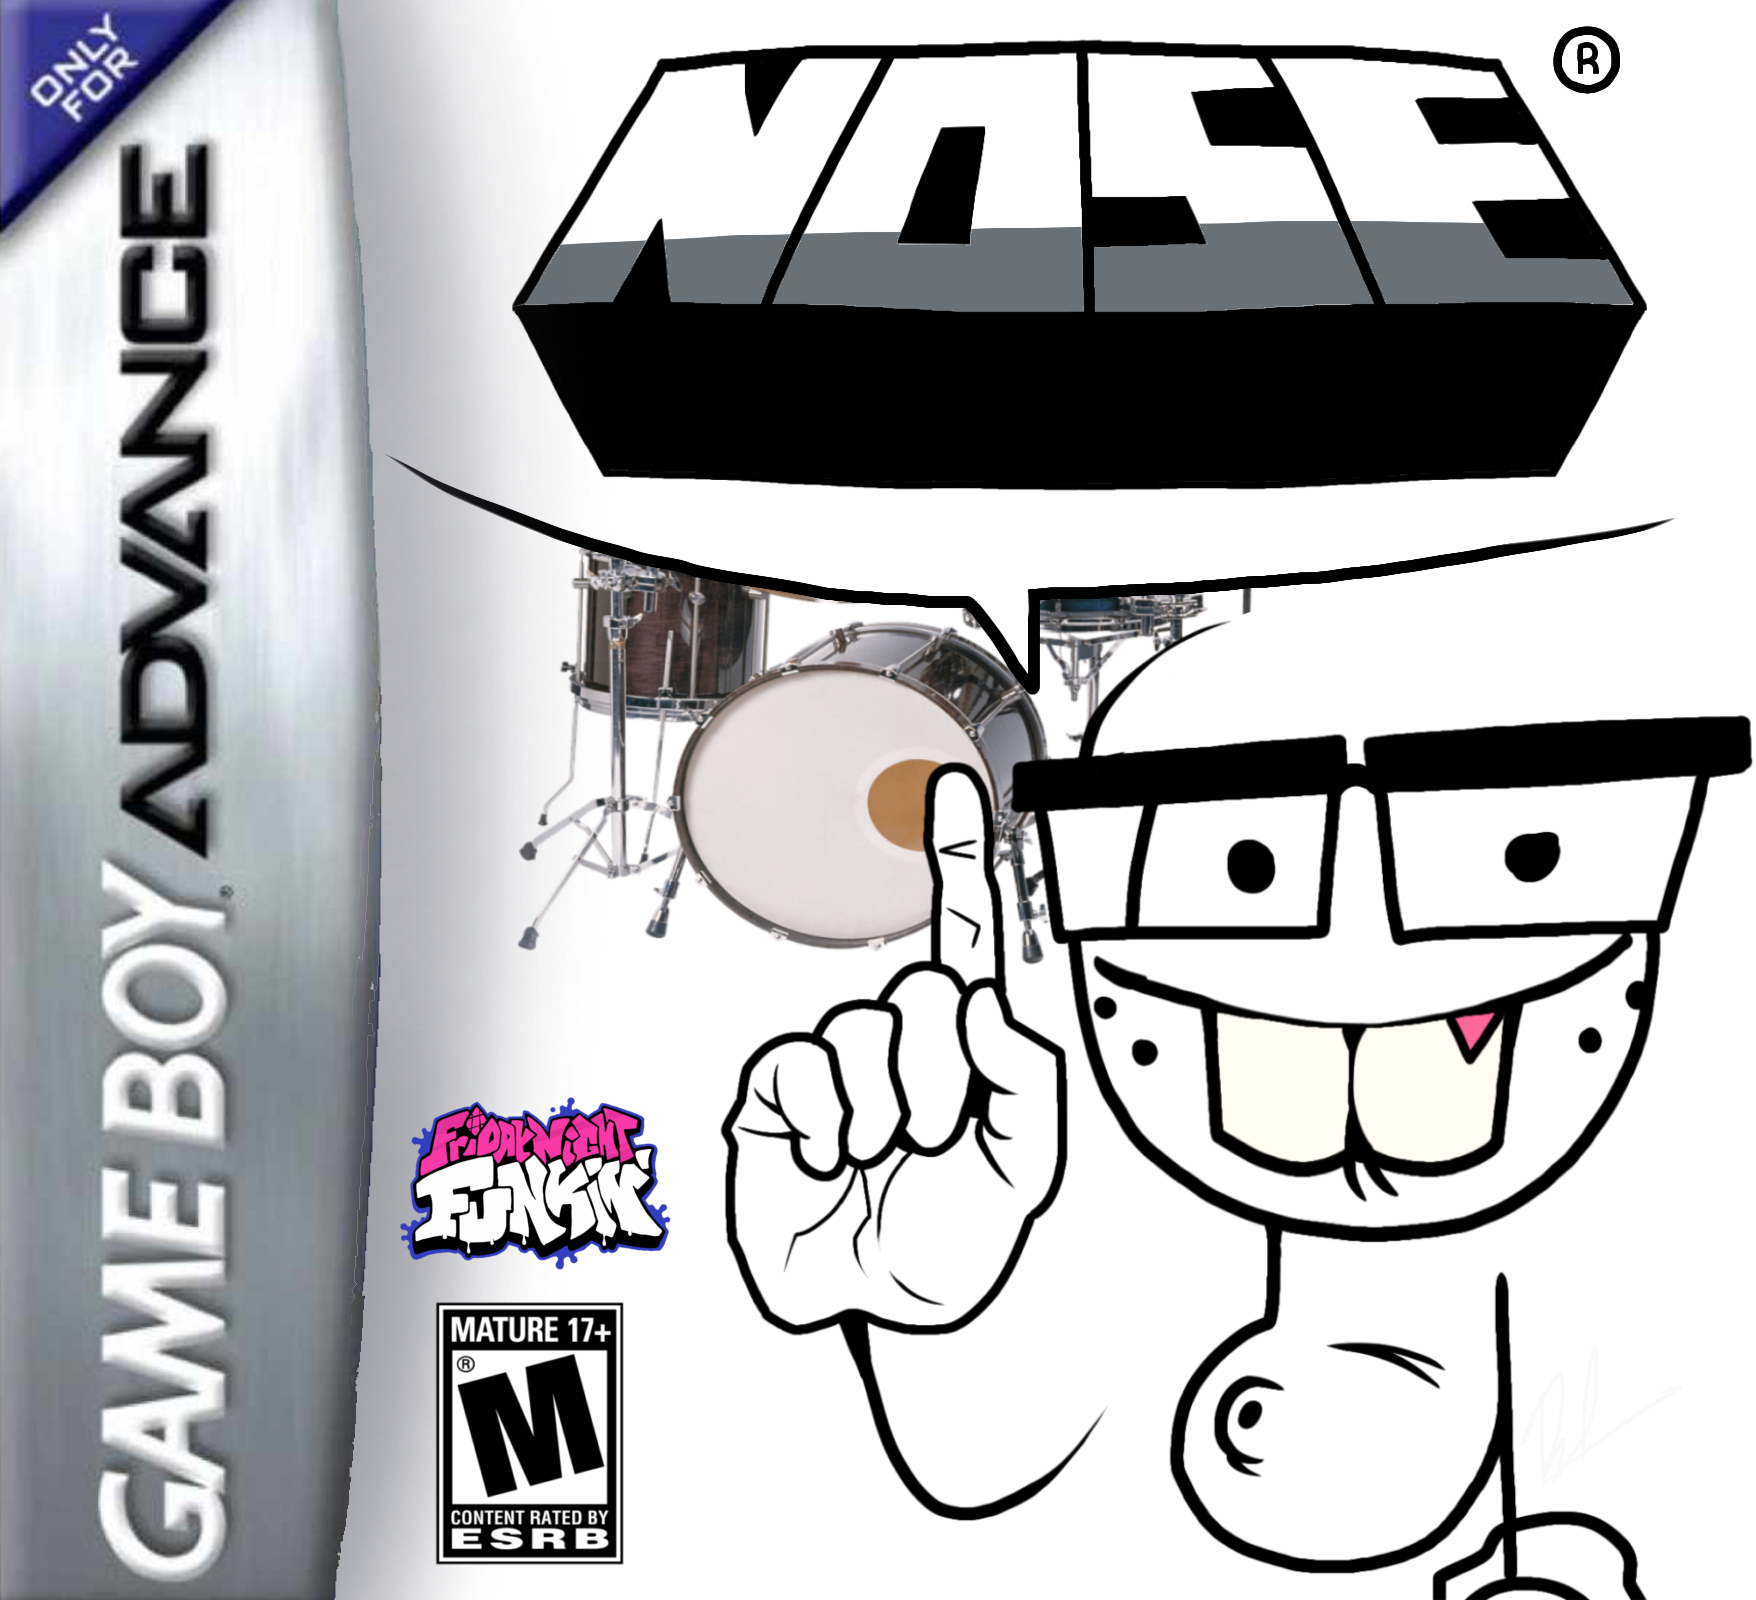 ONLY
FOR
GAME BOY ADVANCE
®
NOSE
®
FRIDAY NIGHT
FUNKIN'
MATURE 17+
®
M
CONTENT RATED BY
ESRB